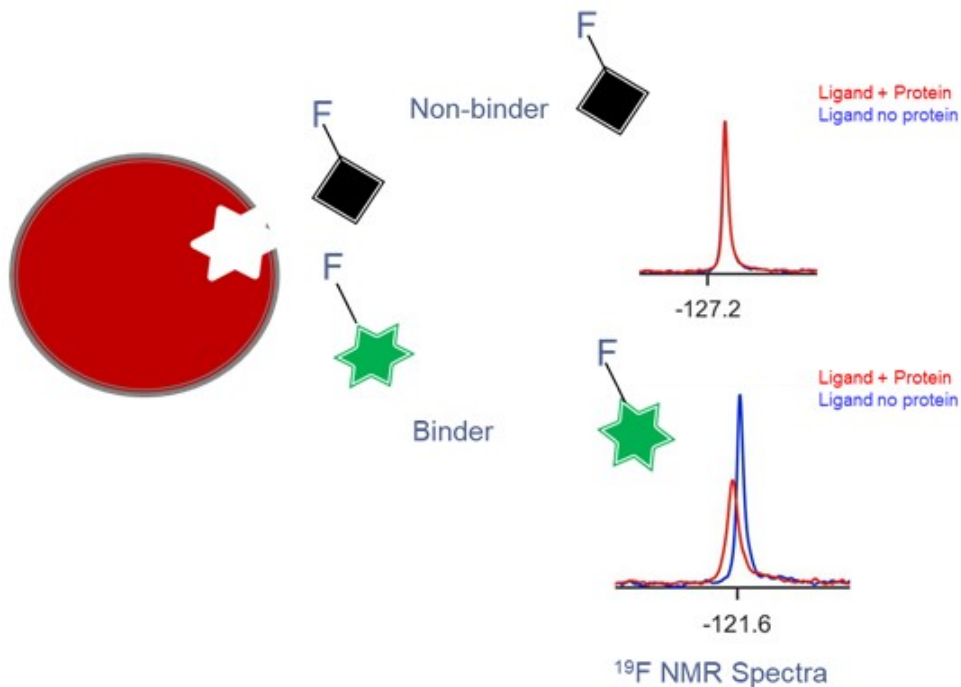 F
F
Non-binder
Ligand + Protein
Ligand no protein
-127.2
F
F
Binder
Ligand + Protein
Ligand no protein
-121.6
¹⁹F NMR Spectra